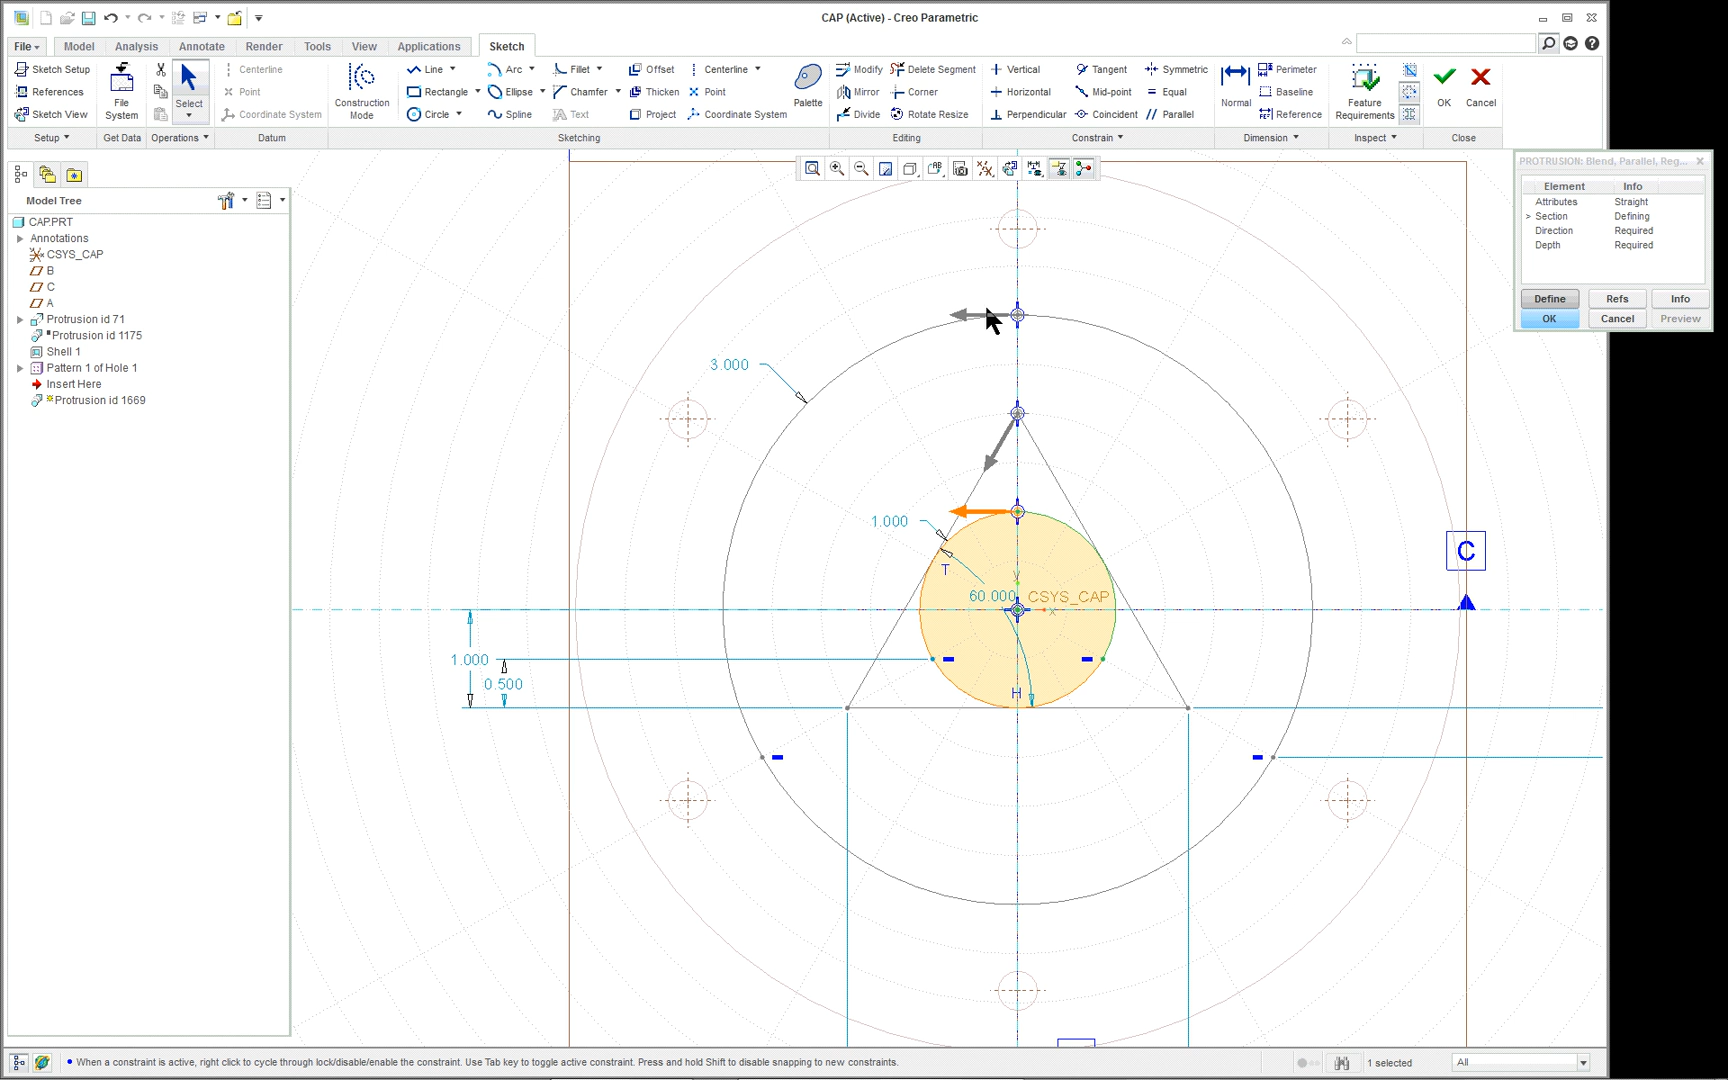 CAP (Active) - Creo Parametric
File Model Analysis Annotate Render Tools View Applications Sketch
Sketch Setup
References
Sketch View
Setup
File System
Get Data
Select
Operations
Centerline
Point
Coordinate System
Datum
Construction Mode
Line Arc Fillet Offset Centerline
Rectangle Ellipse Chamfer Thicken Point
Circle Spline Text Project Coordinate System
Palette
Sketching
Modify Delete Segment
Mirror Corner
Divide Rotate Resize
Editing
Vertical Tangent Symmetric
Horizontal Mid-point Equal
Perpendicular Coincident Parallel
Constrain
Normal
Perimeter
Baseline
Reference
Dimension
Feature Requirements
Inspect
OK Cancel
Close
Model Tree
CAP.PRT
Annotations
CSYS_CAP
B
C
A
Protrusion id 71
Protrusion id 1175
Shell 1
Pattern 1 of Hole 1
Insert Here
Protrusion id 1669
PROTRUSION: Blend, Parallel, Reg...
Element Info
Attributes Straight
> Section Defining
Direction Required
Depth Required
Define Refs Info
OK Cancel Preview
3.000
1.000
T
60.000
Y
CSYS_CAP
X
C
1.000
0.500
H
When a constraint is active, right click to cycle through lock/disable/enable the constraint. Use Tab key to toggle active constraint. Press and hold Shift to disable snapping to new constraints.
1 selected
All